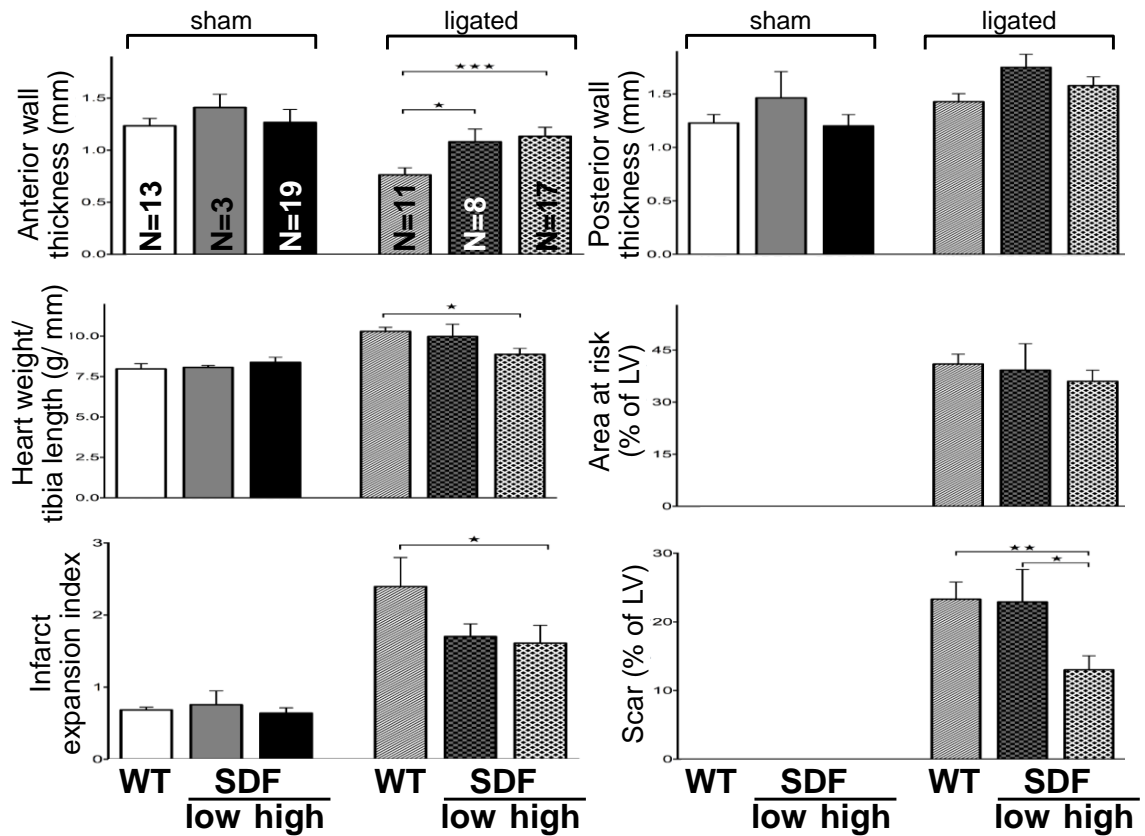 sham
ligated
sham
ligated
Anterior wall
thickness (mm)
1.5
1.0
0.5
0.0
N=13
N=3
N=19
N=11
N=8
N=17
★★★
★
Posterior wall
thickness (mm)
1.5
1.0
0.5
0.0
Heart weight/
tibia length (g/ mm)
10.0
7.5
5.0
2.5
0.0
★
Area at risk
(% of LV)
45
30
15
0
Infarct
expansion index
3
2
1
0
★
Scar (% of LV)
30
20
10
0
★★
★
WT SDF WT SDF
low high low high
WT SDF WT SDF
low high low high